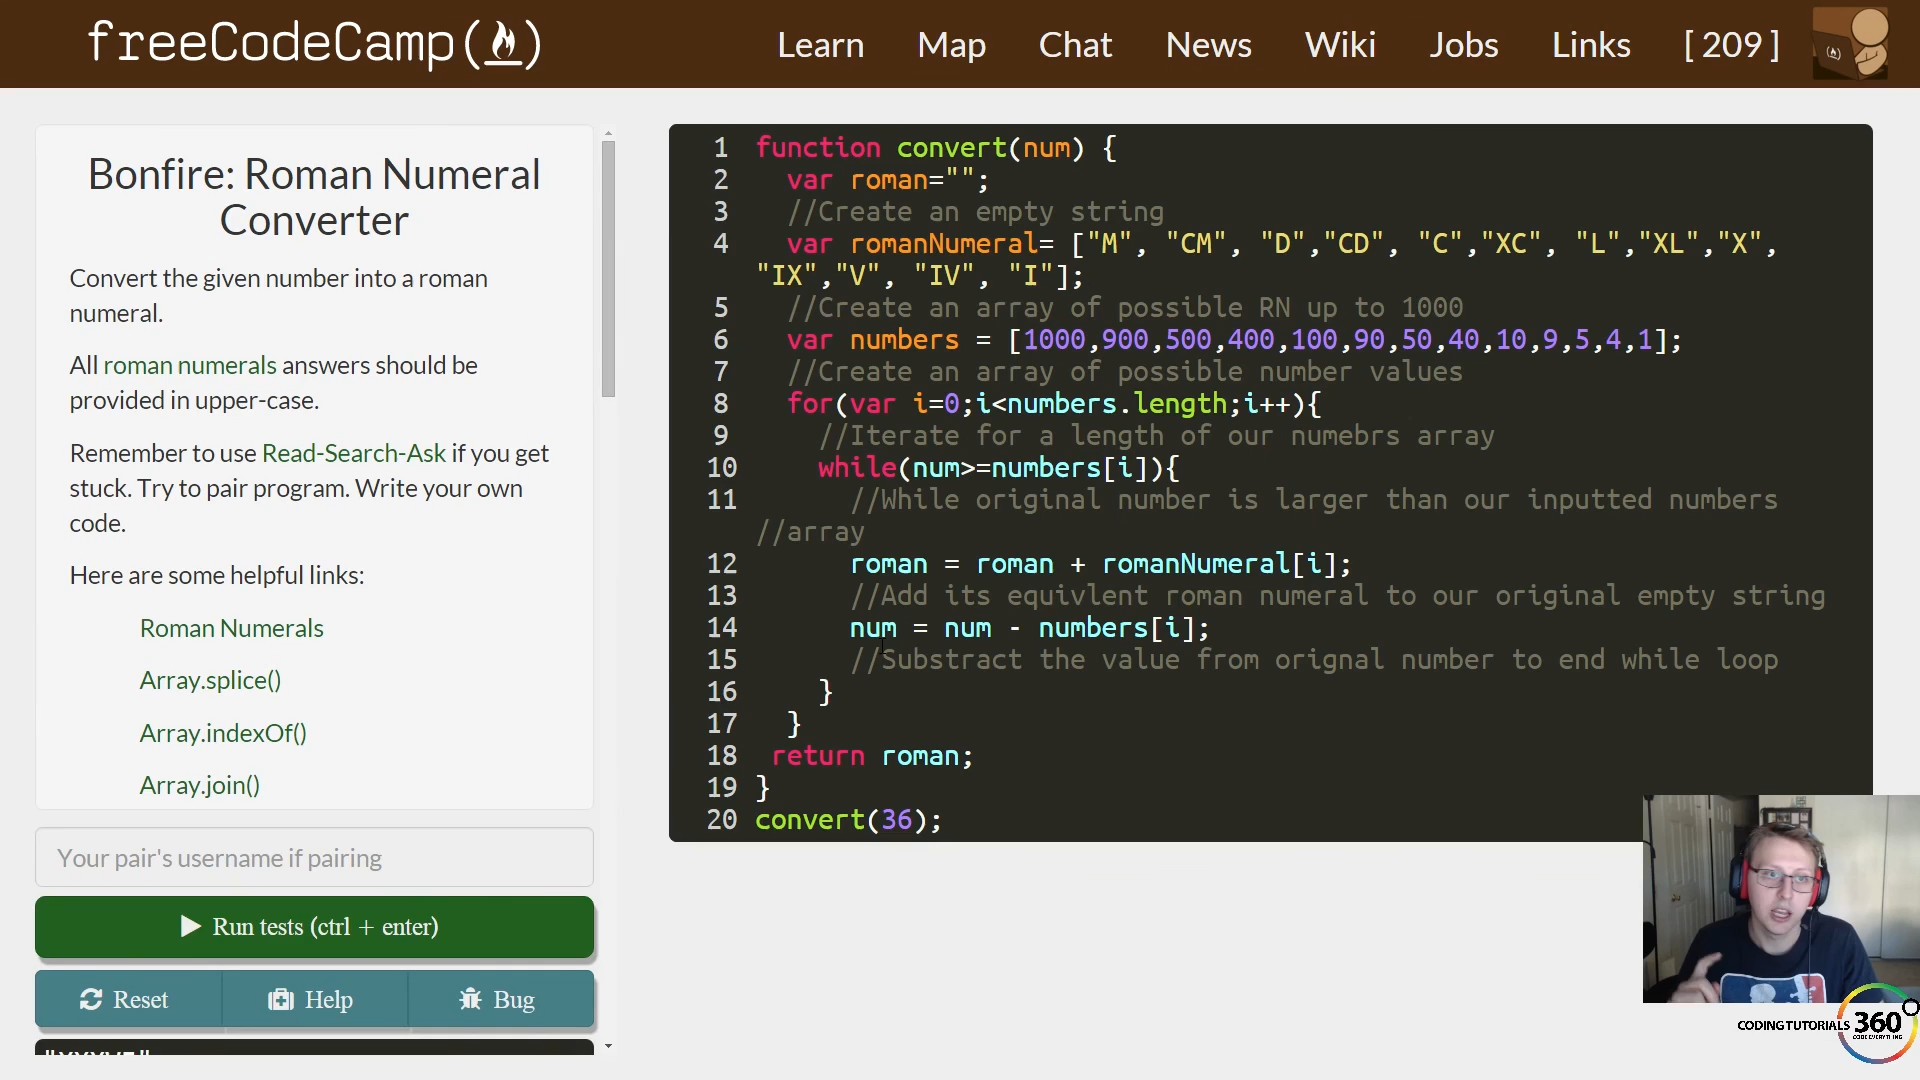 freeCodeCamp(🔥)
Learn Map Chat News Wiki Jobs Links [ 209 ]
Bonfire: Roman Numeral
Converter
Convert the given number into a roman
numeral.
All roman numerals answers should be
provided in upper-case.
Remember to use Read-Search-Ask if you get
stuck. Try to pair program. Write your own
code.
Here are some helpful links:
Roman Numerals
Array.splice()
Array.indexOf()
Array.join()
Your pair's username if pairing
Run tests (ctrl + enter)
Reset Help Bug
1 function convert(num) {
2 var roman="";
3 //Create an empty string
4 var romanNumeral= ["M", "CM", "D","CD", "C","XC", "L","XL","X",
"IX","V", "IV", "I"];
5 //Create an array of possible RN up to 1000
6 var numbers = [1000,900,500,400,100,90,50,40,10,9,5,4,1];
7 //Create an array of possible number values
8 for(var i=0;i<numbers.length;i++){
9 //Iterate for a length of our numebrs array
10 while(num>=numbers[i]){
11 //While original number is larger than our inputted numbers
//array
12 roman = roman + romanNumeral[i];
13 //Add its equivlent roman numeral to our original empty string
14 num = num - numbers[i];
15 //Substract the value from orignal number to end while loop
16 }
17 }
18 return roman;
19 }
20 convert(36);
CODING TUTORIALS 360
CODE EVERYTHING